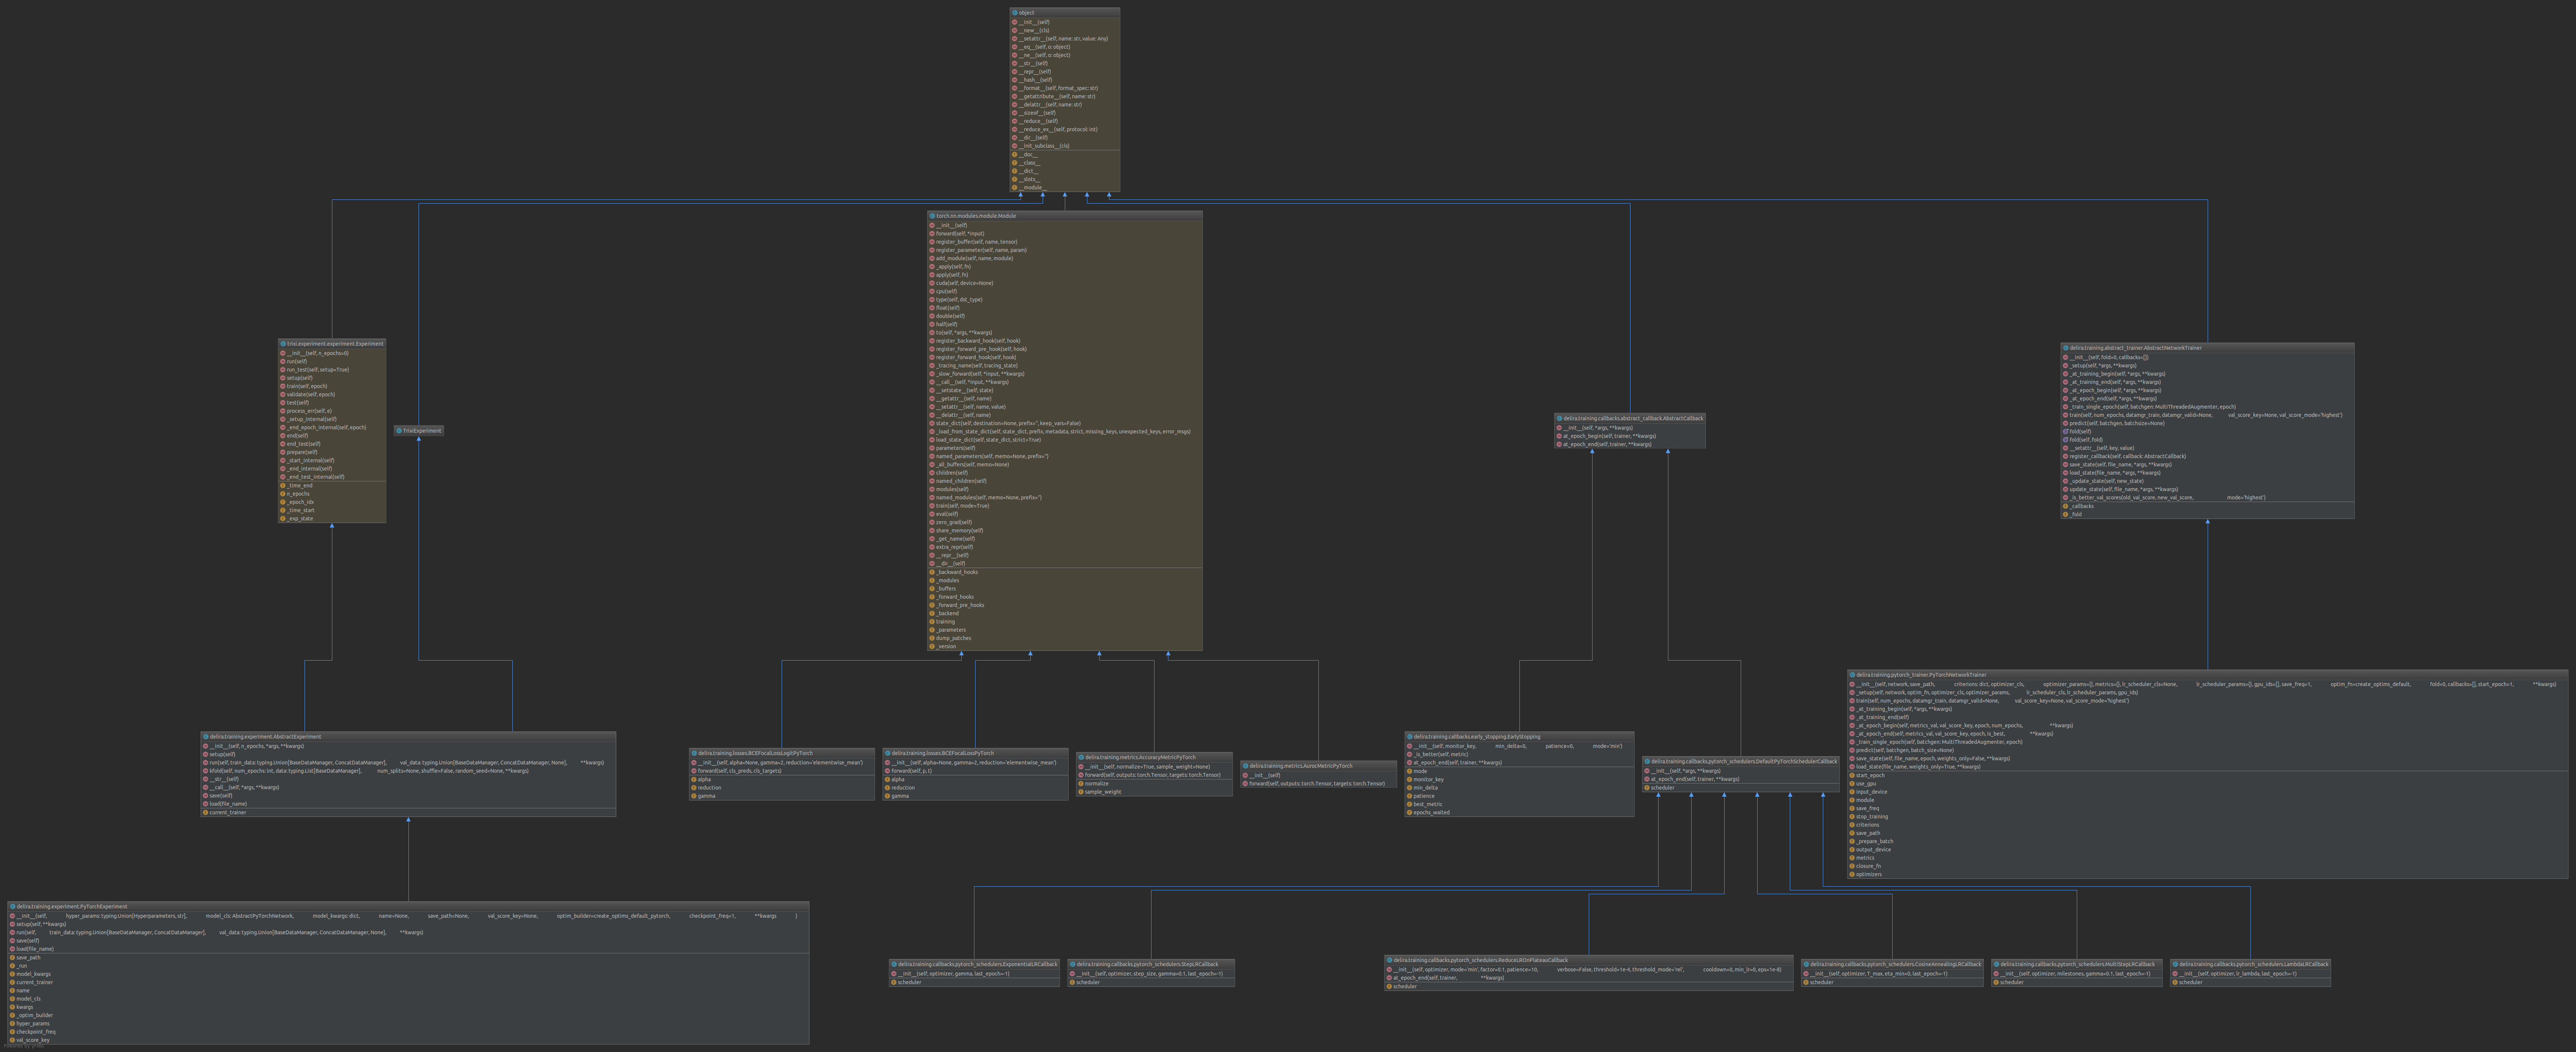 object
__init__(self)
__new__(cls)
__setattr__(self, name: str, value: Any)
__eq__(self, o: object)
__ne__(self, o: object)
__str__(self)
__repr__(self)
__hash__(self)
__format__(self, format_spec: str)
__getattribute__(self, name: str)
__delattr__(self, name: str)
__sizeof__(self)
__reduce__(self)
__reduce_ex__(self, protocol: int)
__dir__(self)
__init_subclass__(cls)
__doc__
__class__
__dict__
__slots__
__module__
torch.nn.modules.module.Module
__init__(self)
forward(self, *input)
register_buffer(self, name, tensor)
register_parameter(self, name, param)
add_module(self, name, module)
_apply(self, fn)
apply(self, fn)
cuda(self, device=None)
cpu(self)
type(self, dst_type)
float(self)
double(self)
half(self)
to(self, *args, **kwargs)
register_backward_hook(self, hook)
register_forward_pre_hook(self, hook)
register_forward_hook(self, hook)
_tracing_name(self, tracing_state)
_slow_forward(self, *input, **kwargs)
__call__(self, *input, **kwargs)
__setstate__(self, state)
__getattr__(self, name)
__setattr__(self, name, value)
__delattr__(self, name)
state_dict(self, destination=None, prefix='', keep_vars=False)
_load_from_state_dict(self, state_dict, prefix, metadata, strict, missing_keys, unexpected_keys, error_msgs)
load_state_dict(self, state_dict, strict=True)
parameters(self)
named_parameters(self, memo=None, prefix='')
_all_buffers(self, memo=None)
children(self)
named_children(self)
modules(self)
named_modules(self, memo=None, prefix='')
train(self, mode=True)
eval(self)
zero_grad(self)
share_memory(self)
_get_name(self)
extra_repr(self)
__repr__(self)
__dir__(self)
_backward_hooks
_modules
_buffers
_forward_hooks
_forward_pre_hooks
_backend
training
_parameters
dump_patches
_version
trixi.experiment.experiment.Experiment
__init__(self, n_epochs=0)
run(self)
run_test(self, setup=True)
setup(self)
train(self, epoch)
validate(self, epoch)
test(self)
process_err(self, e)
_setup_internal(self)
_end_epoch_internal(self, epoch)
end(self)
end_test(self)
prepare(self)
_start_internal(self)
_end_internal(self)
_end_test_internal(self)
_time_end
n_epochs
_epoch_idx
_time_start
_exp_state
TrixiExperiment
delira.training.callbacks.abstract_callback.AbstractCallback
__init__(self, *args, **kwargs)
at_epoch_begin(self, trainer, **kwargs)
at_epoch_end(self, trainer, **kwargs)
delira.training.abstract_trainer.AbstractNetworkTrainer
__init__(self, fold=0, callbacks=[])
_setup(self, *args, **kwargs)
_at_training_begin(self, *args, **kwargs)
_at_training_end(self, *args, **kwargs)
_at_epoch_begin(self, *args, **kwargs)
_at_epoch_end(self, *args, **kwargs)
_train_single_epoch(self, batchgen: MultiThreadedAugmenter, epoch)
train(self, num_epochs, datamgr_train, datamgr_valid=None, val_score_key=None, val_score_mode='highest')
predict(self, batchgen, batchsize=None)
fold(self)
fold(self, fold)
__setattr__(self, key, value)
register_callback(self, callback: AbstractCallback)
save_state(self, file_name, *args, **kwargs)
load_state(file_name, *args, **kwargs)
_update_state(self, new_state)
update_state(self, file_name, *args, **kwargs)
_is_better_val_scores(old_val_score, new_val_score, mode='highest')
_callbacks
_fold
delira.training.experiment.AbstractExperiment
__init__(self, n_epochs, *args, **kwargs)
setup(self)
run(self, train_data: typing.Union[BaseDataManager, ConcatDataManager], val_data: typing.Union[BaseDataManager, ConcatDataManager, None], **kwargs)
kfold(self, num_epochs: int, data: typing.List[BaseDataManager], num_splits=None, shuffle=False, random_seed=None, **kwargs)
__str__(self)
__call__(self, *args, **kwargs)
save(self)
load(file_name)
current_trainer
delira.training.losses.BCEFocalLossLogitPyTorch
__init__(self, alpha=None, gamma=2, reduction='elementwise_mean')
forward(self, cls_preds, cls_targets)
alpha
reduction
gamma
delira.training.losses.BCEFocalLossPyTorch
__init__(self, alpha=None, gamma=2, reduction='elementwise_mean')
forward(self, p, t)
alpha
reduction
gamma
delira.training.metrics.AccuracyMetricPyTorch
__init__(self, normalize=True, sample_weight=None)
forward(self, outputs: torch.Tensor, targets: torch.Tensor)
normalize
sample_weight
delira.training.metrics.AurocMetricPyTorch
__init__(self)
forward(self, outputs: torch.Tensor, targets: torch.Tensor)
delira.training.callbacks.early_stopping.EarlyStopping
__init__(self, monitor_key, min_delta=0, patience=0, mode='min')
_is_better(self, metric)
at_epoch_end(self, trainer, **kwargs)
mode
monitor_key
min_delta
patience
best_metric
epochs_waited
delira.training.callbacks.pytorch_schedulers.DefaultPyTorchSchedulerCallback
__init__(self, *args, **kwargs)
at_epoch_end(self, trainer, **kwargs)
scheduler
delira.training.pytorch_trainer.PyTorchNetworkTrainer
__init__(self, network, save_path, criterions: dict, optimizer_cls, optimizer_params={}, metrics={}, lr_scheduler_cls=None, lr_scheduler_params={}, gpu_ids=[], save_freq=1, optim_fn=create_optims_default, fold=0, callbacks=[], start_epoch=1, **kwargs)
_setup(self, network, optim_fn, optimizer_cls, optimizer_params, lr_scheduler_cls, lr_scheduler_params, gpu_ids)
train(self, num_epochs, datamgr_train, datamgr_valid=None, val_score_key=None, val_score_mode='highest')
_at_training_begin(self, *args, **kwargs)
_at_training_end(self)
_at_epoch_begin(self, metrics_val, val_score_key, epoch, num_epochs, **kwargs)
_at_epoch_end(self, metrics_val, val_score_key, epoch, is_best, **kwargs)
_train_single_epoch(self, batchgen: MultiThreadedAugmenter, epoch)
predict(self, batchgen, batch_size=None)
save_state(self, file_name, epoch, weights_only=False, **kwargs)
load_state(file_name, weights_only=True, **kwargs)
start_epoch
use_gpu
input_device
module
save_freq
stop_training
criterions
save_path
_prepare_batch
output_device
metrics
closure_fn
optimizers
delira.training.experiment.PyTorchExperiment
__init__(self, hyper_params: typing.Union[Hyperparameters, str], model_cls: AbstractPyTorchNetwork, model_kwargs: dict, name=None, save_path=None, val_score_key=None, optim_builder=create_optims_default_pytorch, checkpoint_freq=1, **kwargs )
setup(self, **kwargs)
run(self, train_data: typing.Union[BaseDataManager, ConcatDataManager], val_data: typing.Union[BaseDataManager, ConcatDataManager, None], **kwargs)
save(self)
load(file_name)
save_path
_run
model_kwargs
current_trainer
name
model_cls
kwargs
_optim_builder
hyper_params
checkpoint_freq
val_score_key
delira.training.callbacks.pytorch_schedulers.ExponentialLRCallback
__init__(self, optimizer, gamma, last_epoch=-1)
scheduler
delira.training.callbacks.pytorch_schedulers.StepLRCallback
__init__(self, optimizer, step_size, gamma=0.1, last_epoch=-1)
scheduler
delira.training.callbacks.pytorch_schedulers.ReduceLROnPlateauCallback
__init__(self, optimizer, mode='min', factor=0.1, patience=10, verbose=False, threshold=1e-4, threshold_mode='rel', cooldown=0, min_lr=0, eps=1e-8)
at_epoch_end(self, trainer, **kwargs)
scheduler
delira.training.callbacks.pytorch_schedulers.CosineAnnealingLRCallback
__init__(self, optimizer, T_max, eta_min=0, last_epoch=-1)
scheduler
delira.training.callbacks.pytorch_schedulers.MultiStepLRCallback
__init__(self, optimizer, milestones, gamma=0.1, last_epoch=-1)
scheduler
delira.training.callbacks.pytorch_schedulers.LambdaLRCallback
__init__(self, optimizer, lr_lambda, last_epoch=-1)
scheduler